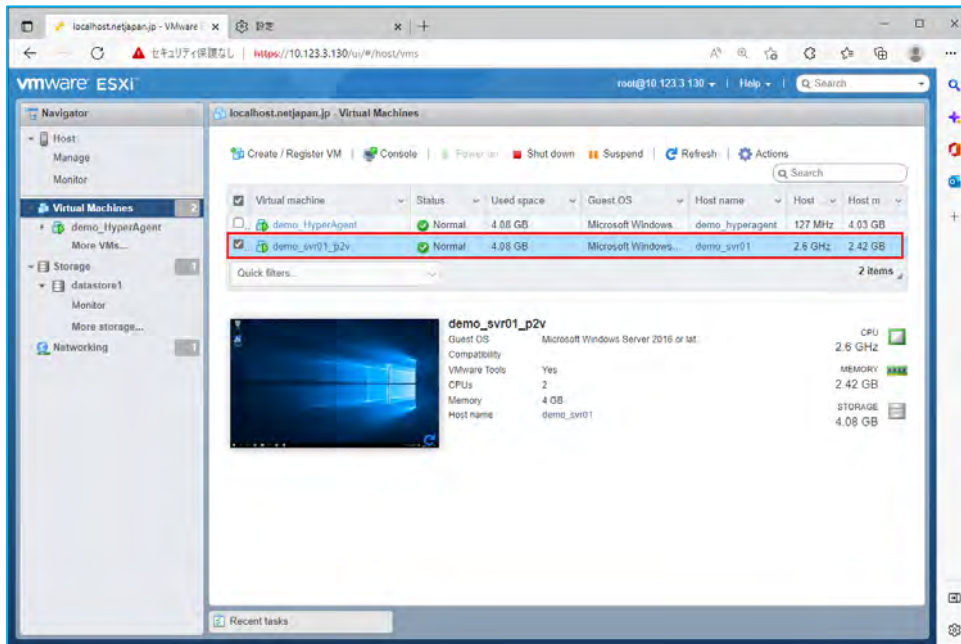 localhost.netjapan.jp - VMware
設定
セキュリティ保護なし https://10.123.3.130/ui/#/host/vms
vmware ESXi
root@10.123.3.130 Help Search
Navigator
localhost.netjapan.jp - Virtual Machines
Host
Manage
Monitor
Virtual Machines 2
demo_HyperAgent
More VMs...
Storage 1
datastore1
Monitor
More storage...
Networking 1
Create / Register VM Console Power on Shut down Suspend Refresh Actions
Search
Virtual machine Status Used space Guest OS Host name Host ... Host m
demo_HyperAgent Normal 4.08 GB Microsoft Windows... demo_hyperagent 127 MHz 4.03 GB
demo_svr01_p2v Normal 4.08 GB Microsoft Windows... demo_svr01 2.6 GHz 2.42 GB
Quick filters... 2 items
demo_svr01_p2v
Guest OS Microsoft Windows Server 2016 or lat.
Compatibility
VMware Tools Yes
CPUs 2
Memory 4 GB
Host name demo_svr01
CPU
2.6 GHz
MEMORY
2.42 GB
STORAGE
4.08 GB
Recent tasks